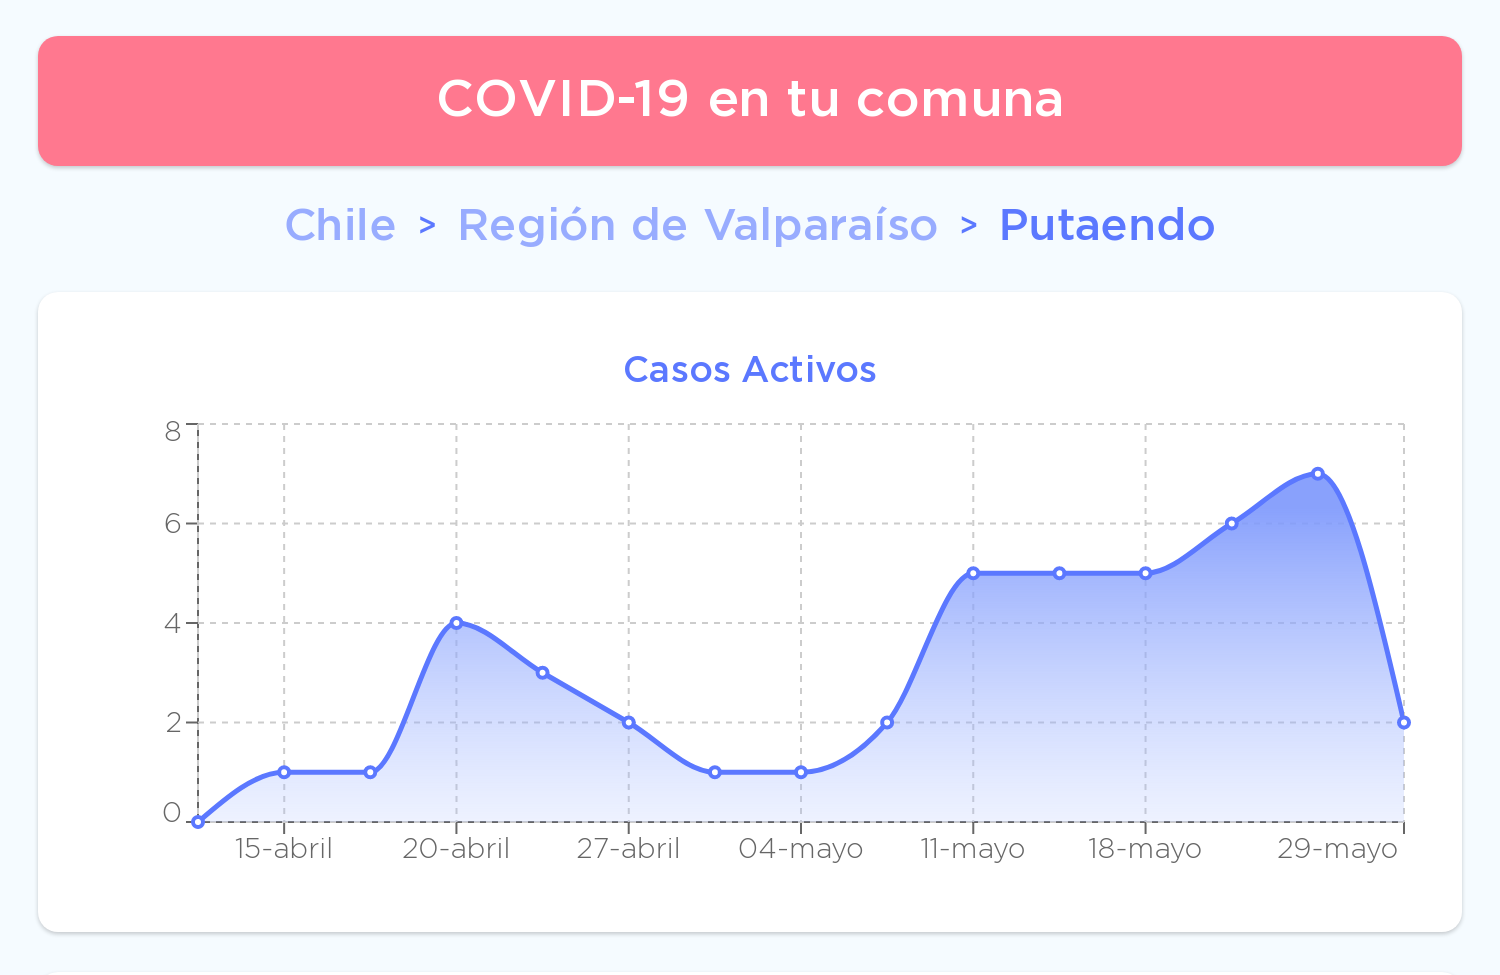 COVID-19 en tu comuna
Chile > Región de Valparaíso > Putaendo
Casos Activos
8
6
4
2
0
15-abril 20-abril 27-abril 04-mayo 11-mayo 18-mayo 29-mayo